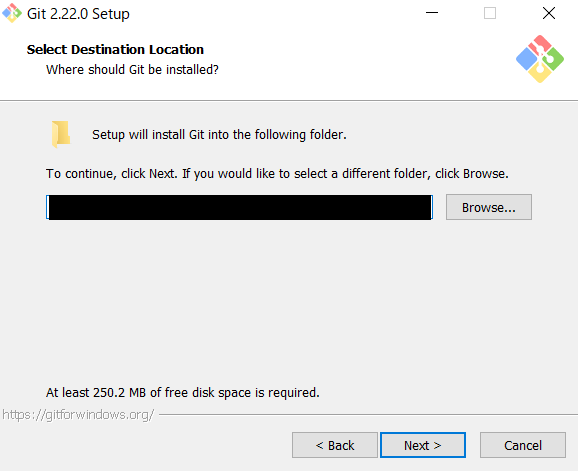 Git 2.22.0 Setup
Select Destination Location
Where should Git be installed?
Setup will install Git into the following folder.
To continue, click Next. If you would like to select a different folder, click Browse.
Browse...
At least 250.2 MB of free disk space is required.
https://gitforwindows.org/
< Back
Next >
Cancel